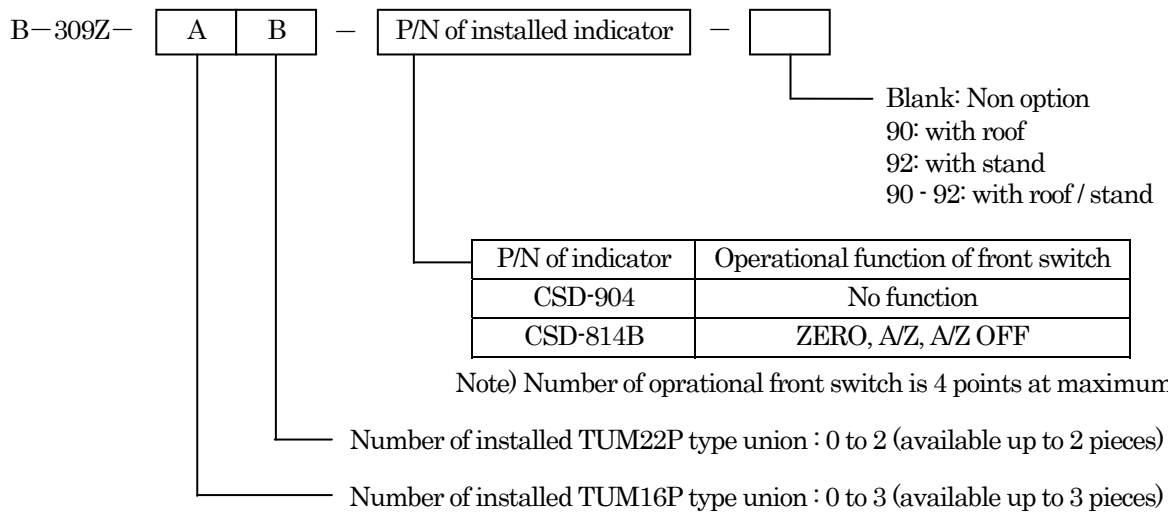 B－309Z－ A B － P/N of installed indicator －
Blank: Non option
90: with roof
92: with stand
90 - 92: with roof / stand
P/N of indicator Operational function of front switch
CSD-904 No function
CSD-814B ZERO, A/Z, A/Z OFF
Note) Number of oprational front switch is 4 points at maximum
Number of installed TUM22P type union : 0 to 2 (available up to 2 pieces)
Number of installed TUM16P type union : 0 to 3 (available up to 3 pieces)